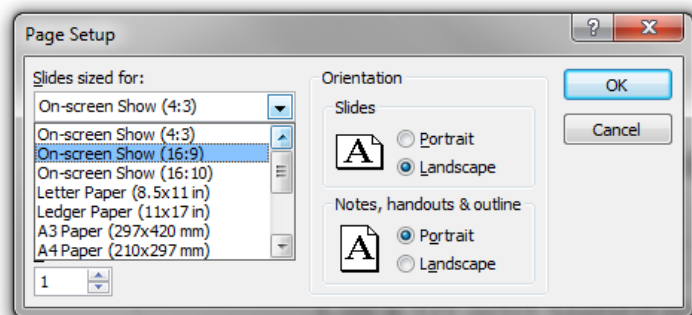 Page Setup
Slides sized for:
On-screen Show (4:3)
On-screen Show (4:3)
On-screen Show (16:9)
On-screen Show (16:10)
Letter Paper (8.5x11 in)
Ledger Paper (11x17 in)
A3 Paper (297x420 mm)
A4 Paper (210x297 mm)
1
Orientation
Slides
A
Portrait
Landscape
Notes, handouts & outline
A
Portrait
Landscape
OK
Cancel